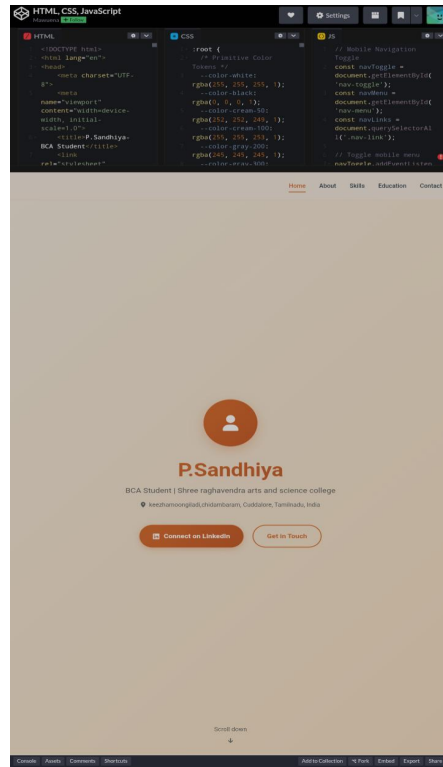 HTML, CSS, JavaScript
Maasvana + Follow
Settings
HTML
<!DOCTYPE html>
<html lang="en">
<head>
<meta charset="UTF-
8">
<meta
name="viewport"
content="width=device-
width, initial-
scale=1.0">
<title>P.Sandhiya-
BCA Student</title>
<link
rel="stylesheet"
CSS
:root {
/* Primitive Color
Tokens */
--color-white:
rgba(255, 255, 255, 1);
--color-black:
rgba(0, 0, 0, 1);
--color-cream-50:
rgba(252, 252, 249, 1);
--color-cream-100:
rgba(255, 255, 253, 1);
--color-gray-200:
rgba(245, 245, 245, 1);
--color-gray-300:
JS
// Mobile Navigation
Toggle
const navToggle =
document.getElementById(
'nav-toggle');
const navMenu =
document.getElementById(
'nav-menu');
const navLinks =
document.querySelectorAl
l('.nav-link');
// Toggle mobile menu
navToggle.addEventListen
Home About Skills Education Contact
P.Sandhiya
BCA Student | Shree raghavendra arts and science college
keezhamoongiladi,chidambaram, Cuddalore, Tamilnadu, India
Connect on LinkedIn
Get in Touch
Scroll down
Console Assets Comments Shortcuts
Add to Collection Fork Embed Export Share